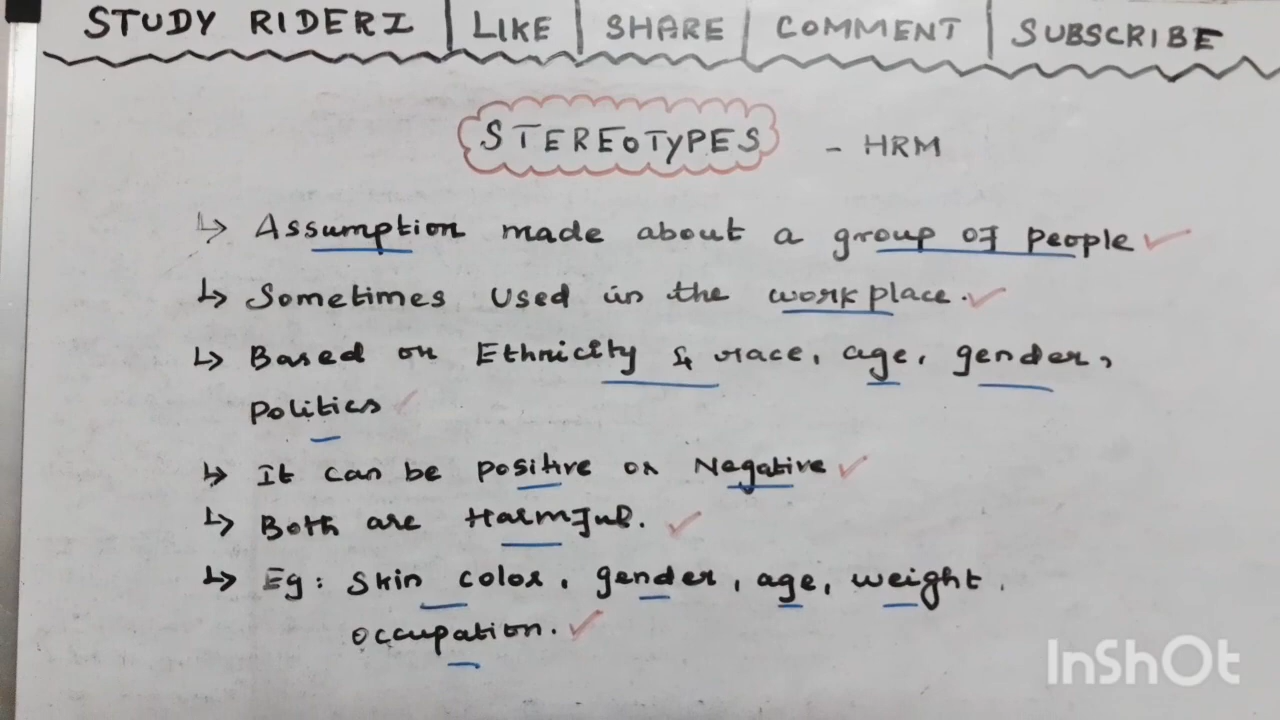 STUDY RIDERZ | LIKE | SHARE | COMMENT | SUBSCRIBE
STEREOTYPES - HRM
↳ Assumption made about a group of people ✓
↳ Sometimes used in the workplace. ✓
↳ Based on Ethnicity & race, age, gender,
politics ✓
↳ It can be positive or Negative ✓
↳ Both are Harmful. ✓
↳ Eg: Skin color, gender, age, weight,
occupation. ✓
InShOt